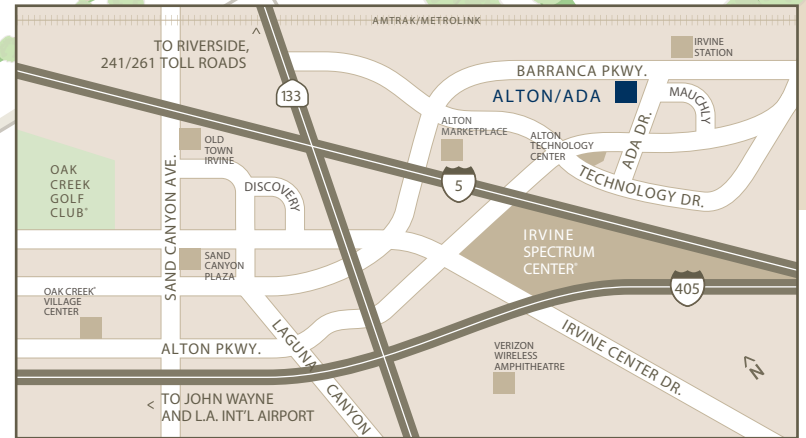 AMTRAK/METROLINK
TO RIVERSIDE,
241/261 TOLL ROADS
^
133
IRVINE
STATION
BARRANCA PKWY.
ALTON/ADA
MAUCHLY
ADA DR.
ALTON
MARKETPLACE
ALTON
TECHNOLOGY
CENTER
TECHNOLOGY DR.
OLD
TOWN
IRVINE
OAK
CREEK
GOLF
CLUB®
SAND CANYON AVE.
DISCOVERY
5
IRVINE
SPECTRUM
CENTER®
SAND
CANYON
PLAZA
OAK CREEK®
VILLAGE
CENTER
405
LAGUNA CANYON
ALTON PKWY.
IRVINE CENTER DR.
VERIZON
WIRELESS
AMPHITHEATRE
< TO JOHN WAYNE
AND L.A. INT'L AIRPORT
N